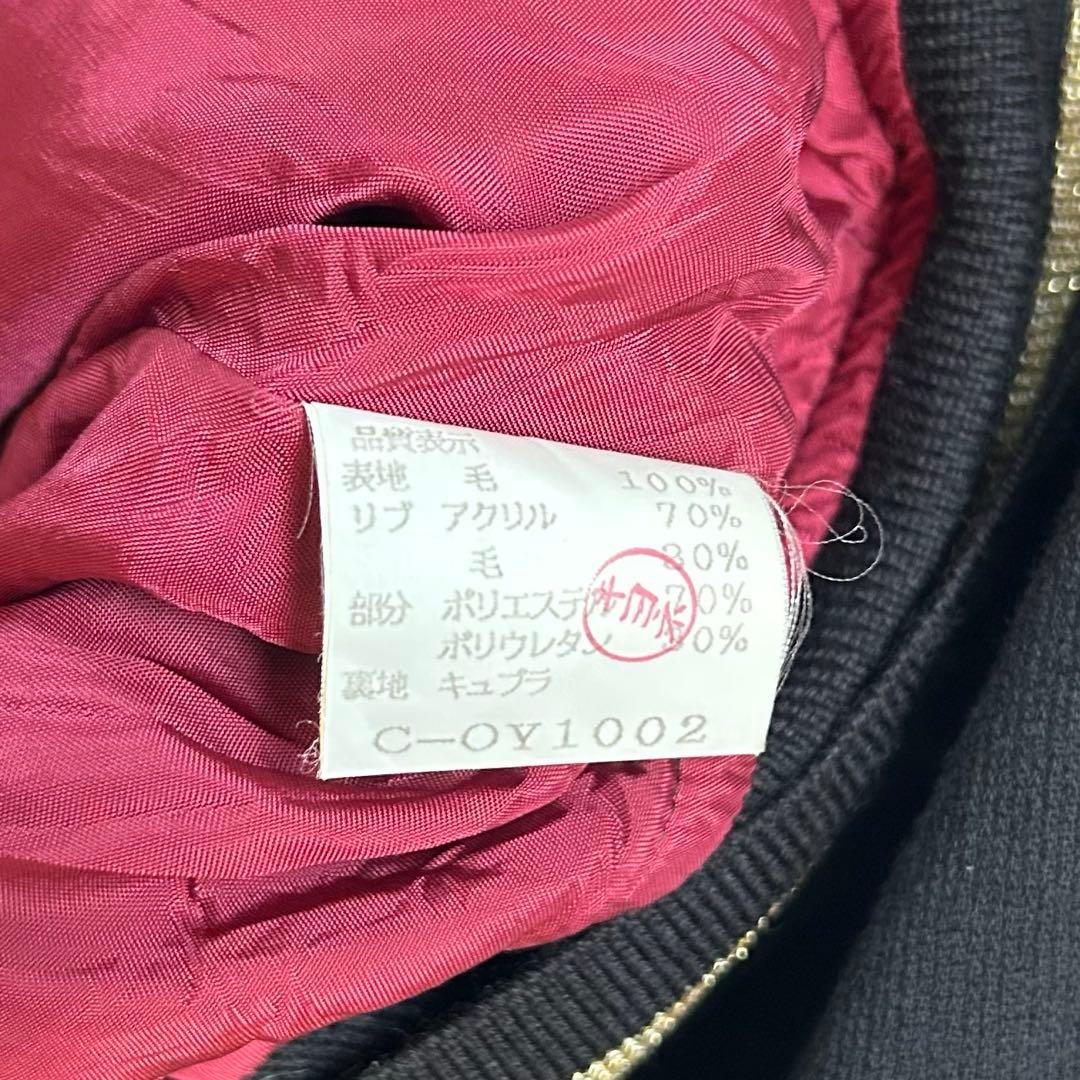 品質表示
表地 毛 100%
リブ アクリル 70%
毛 30%
部分 ポリエステル 70%
ポリウレタン 30%
裏地 キュプラ
C-OY1002